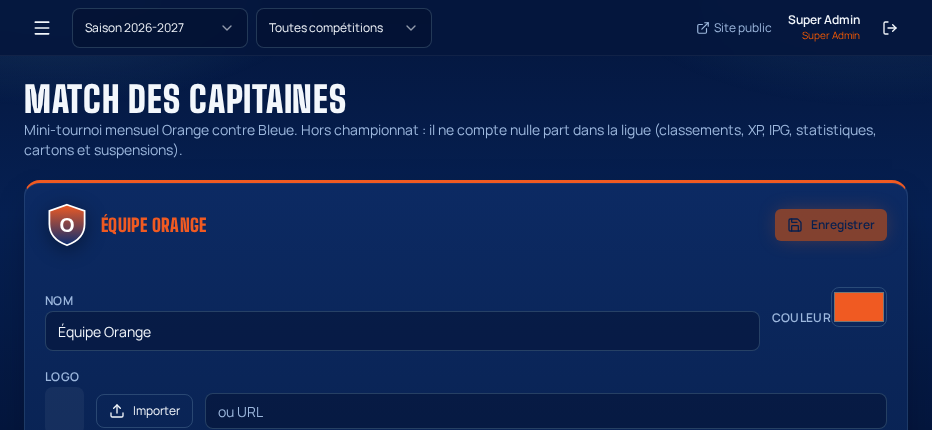 Saison 2026-2027
Toutes compétitions
Site public
Super Admin
Super Admin
MATCH DES CAPITAINES
Mini-tournoi mensuel Orange contre Bleue. Hors championnat : il ne compte nulle part dans la ligue (classements, XP, IPG, statistiques,
cartons et suspensions).
O
ÉQUIPE ORANGE
Enregistrer
NOM
Équipe Orange
COULEUR
LOGO
Importer
ou URL